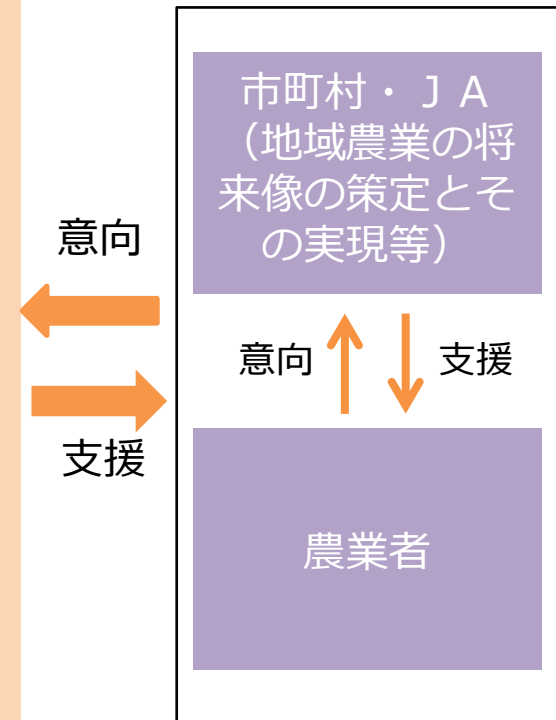 市町村・ＪＡ
（地域農業の将
来像の策定とそ
の実現等）
意向
意向
支援
支援
農業者